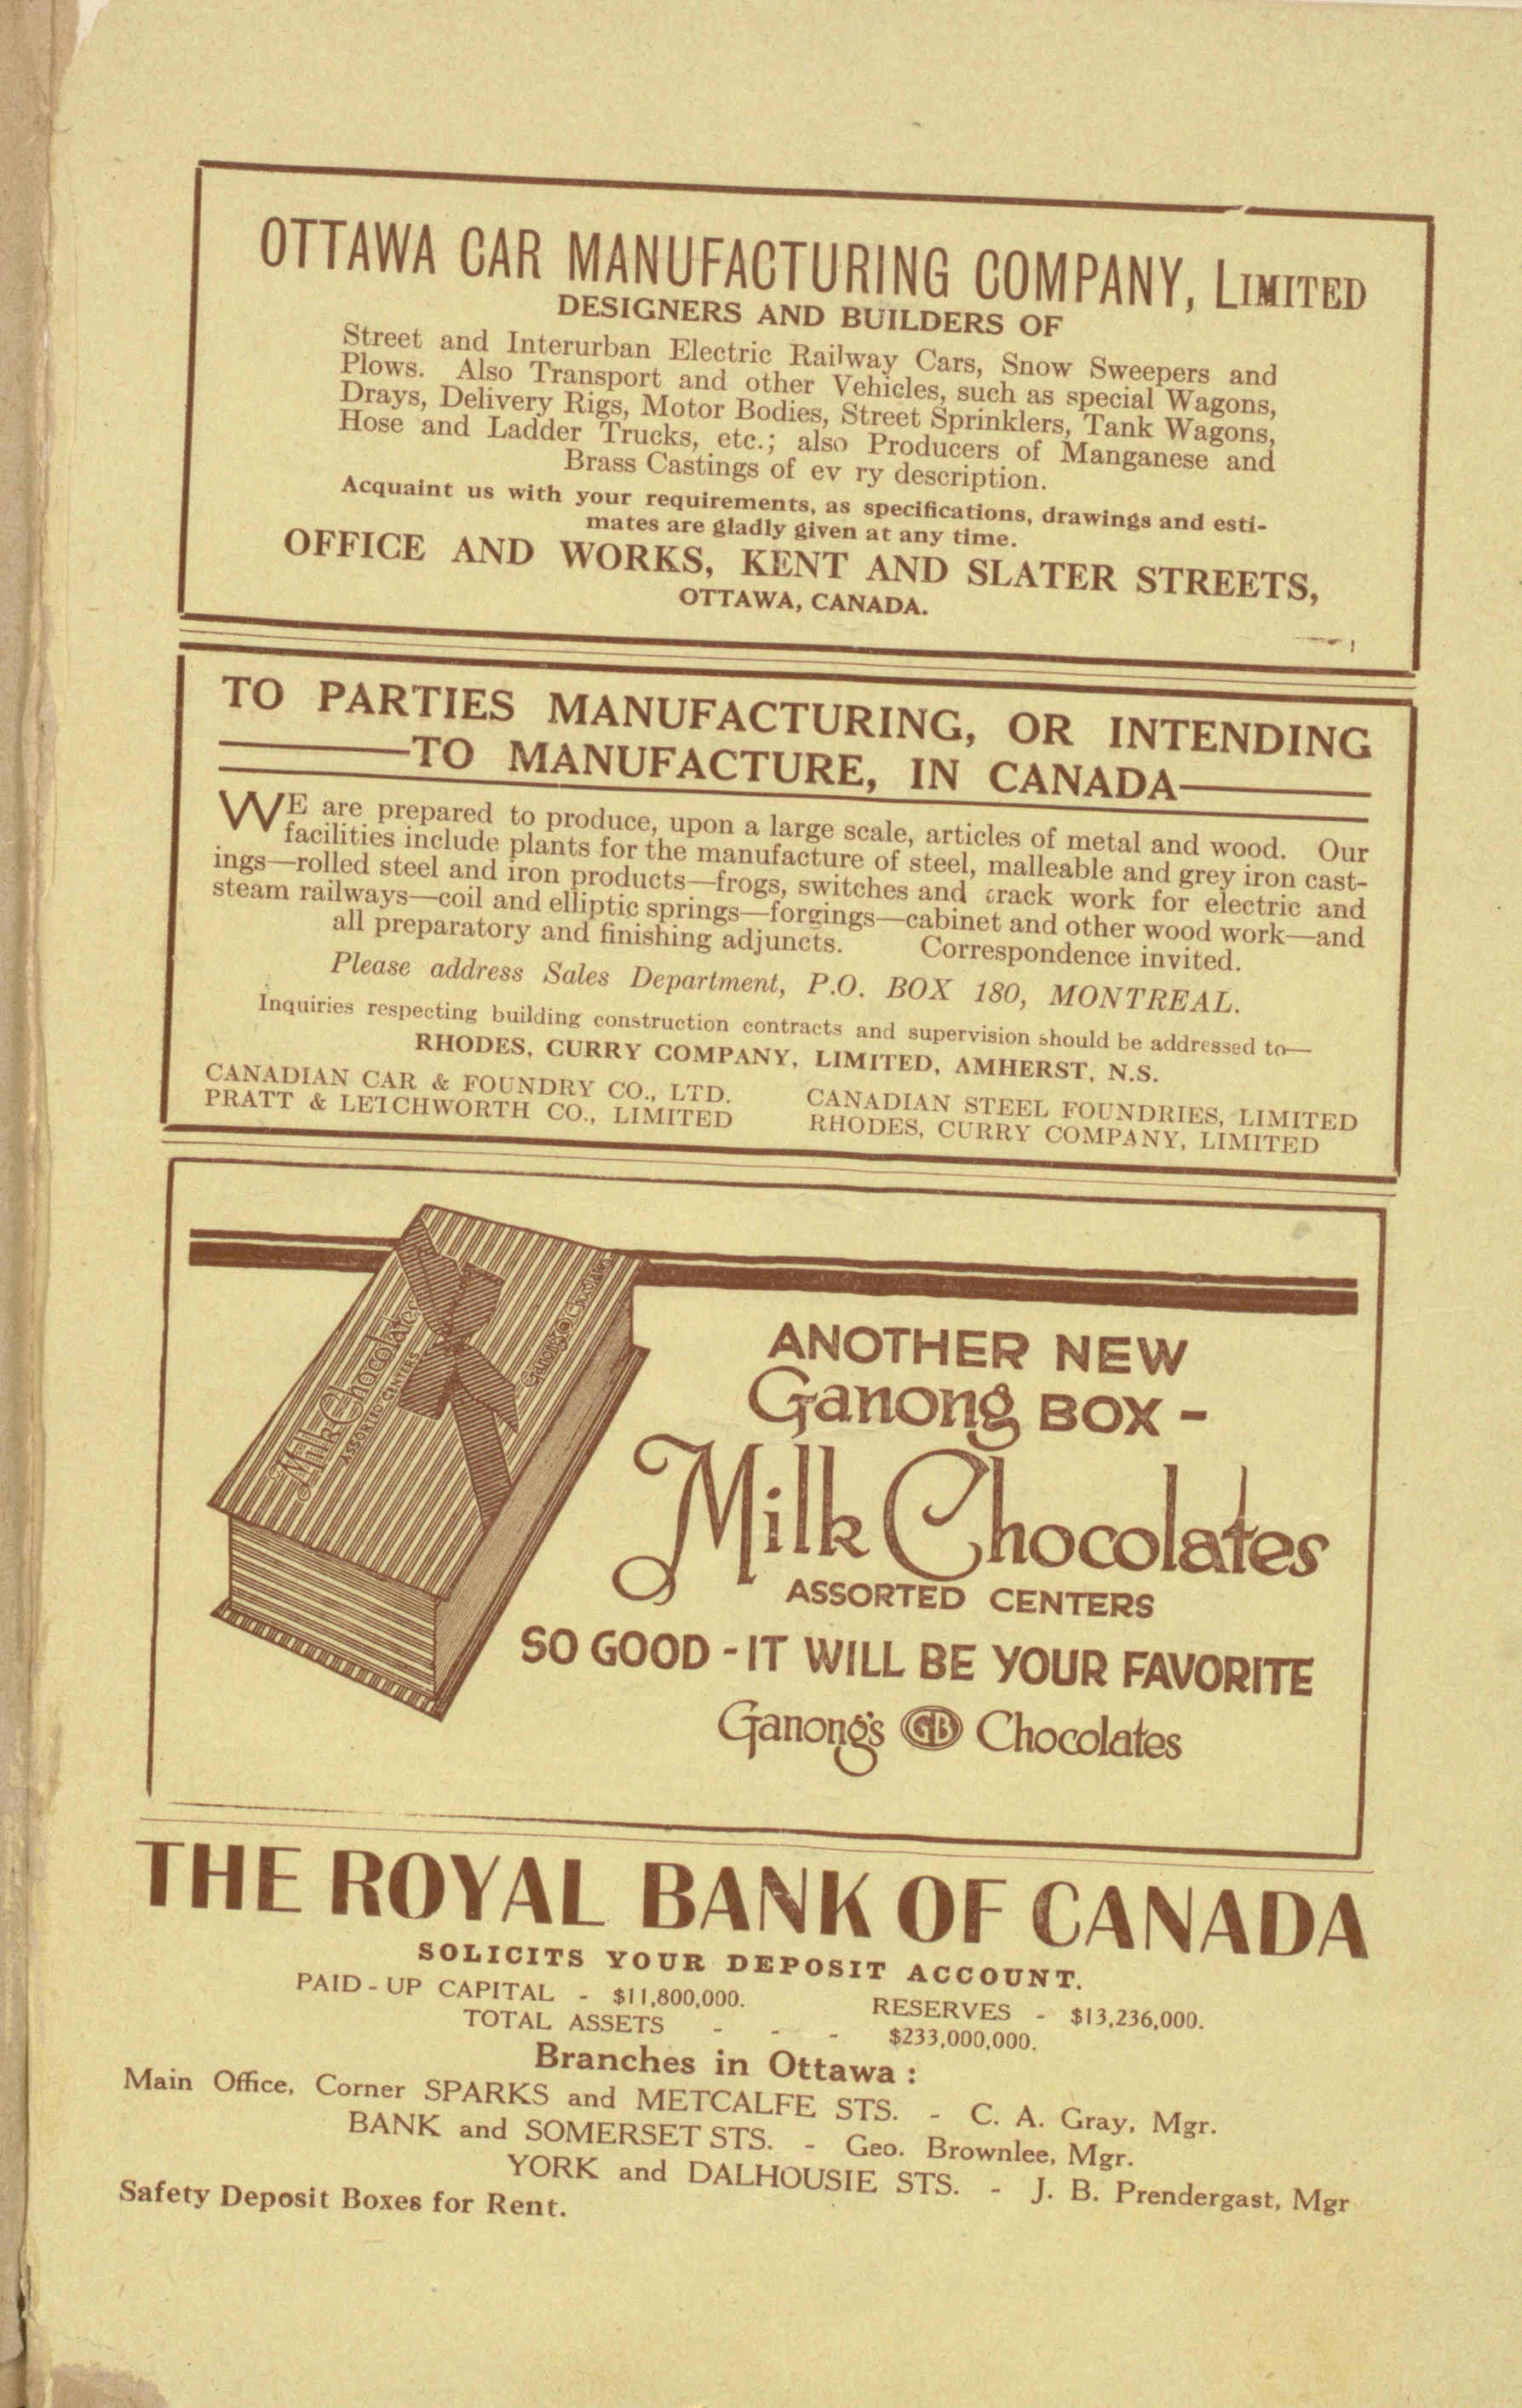 OTTAWA CAR MANUFACTURING COMPANY, LIMITED
DESIGNERS AND BUILDERS OF
Street and Interurban Electric Railway Cars, Snow Sweepers and
Plows. Also Transport and other Vehicles, such as special Wagons,
Drays, Delivery Rigs, Motor Bodies, Street Sprinklers, Tank Wagons,
Hose and Ladder Trucks, etc.; also Producers of Manganese and
Brass Castings of ev ry description.
Acquaint us with your requirements, as specifications, drawings and esti-
mates are gladly given at any time.
OFFICE AND WORKS, KENT AND SLATER STREETS,
OTTAWA, CANADA.
TO PARTIES MANUFACTURING, OR INTENDING
TO MANUFACTURE, IN CANADA
WE are prepared to produce, upon a large scale, articles of metal and wood. Our
facilities include plants for the manufacture of steel, malleable and grey iron cast-
ings—rolled steel and iron products—frogs, switches and track work for electric and
steam railways—coil and elliptic springs—forgings—cabinet and other wood work—and
all preparatory and finishing adjuncts. Correspondence invited.
Please address Sales Department, P.O. BOX 180, MONTREAL.
Inquiries respecting building construction contracts and supervision should be addressed to—
RHODES, CURRY COMPANY, LIMITED, AMHERST, N.S.
CANADIAN CAR & FOUNDRY CO., LTD. CANADIAN STEEL FOUNDRIES, LIMITED
PRATT & LETCHWORTH CO., LIMITED RHODES, CURRY COMPANY, LIMITED
Milk Chocolates
ASSORTED CENTERS
Ganong's GB Chocolates
ANOTHER NEW
Ganong BOX -
Milk Chocolates
ASSORTED CENTERS
SO GOOD - IT WILL BE YOUR FAVORITE
Ganong's GB Chocolates
THE ROYAL BANK OF CANADA
SOLICITS YOUR DEPOSIT ACCOUNT.
PAID-UP CAPITAL - $11,800,000. RESERVES - $13,236,000.
TOTAL ASSETS - - - $233,000,000.
Branches in Ottawa:
Main Office, Corner SPARKS and METCALFE STS. - C. A. Gray, Mgr.
BANK and SOMERSET STS. - Geo. Brownlee, Mgr.
YORK and DALHOUSIE STS. - J. B. Prendergast, Mgr
Safety Deposit Boxes for Rent.